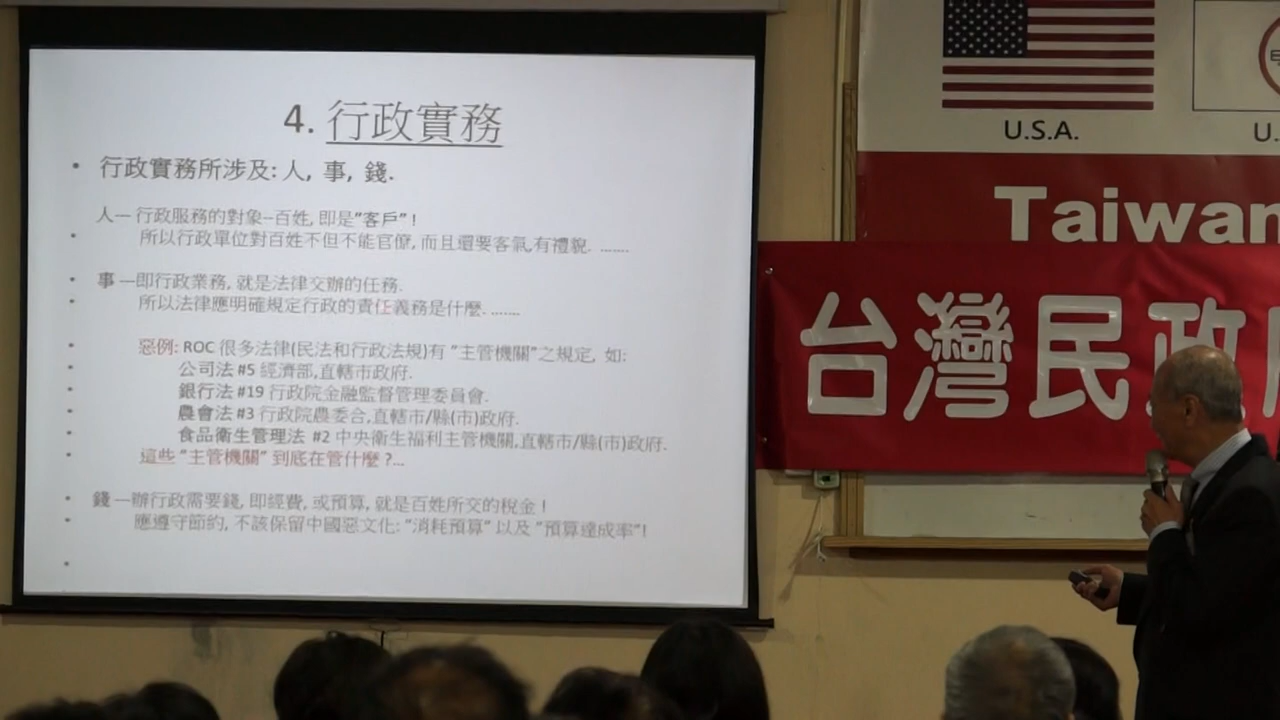 4. 行政實務
• 行政實務所涉及: 人, 事, 錢.
人— 行政服務的對象–百姓, 即是“客戶” !
• 所以行政單位對百姓不但不能官僚, 而且還要客氣,有禮貌. .......
• 事 —即行政業務, 就是法律交辦的任務.
• 所以法律應明確規定行政的責任義務是什麼. .......
• 惡例: ROC 很多法律(民法和行政法規)有 “主管機關”之規定, 如:
• 公司法 #5 經濟部,直轄市政府.
• 銀行法 #19 行政院金融監督管理委員會.
• 農會法 #3 行政院農委合,直轄市/縣(市)政府.
• 食品衛生管理法 #2 中央衛生福利主管機關,直轄市/縣(市)政府.
• 這些 “主管機關” 到底在管什麼 ?...
• 錢 —辦行政需要錢, 即經費, 或預算, 就是百姓所交的稅金 !
• 應遵守節約, 不該保留中國惡文化: “消耗預算” 以及 “預算達成率”!
•
U.S.A.
U.
Taiwan
台灣民政